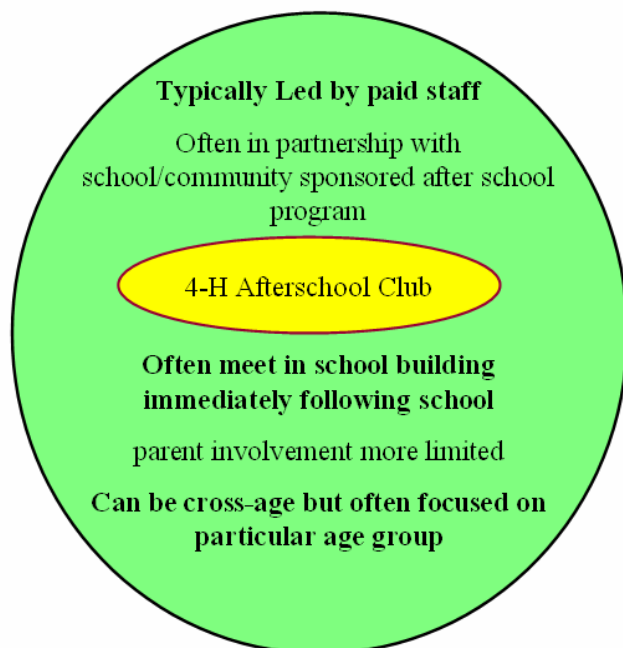 Typically Led by paid staff
Often in partnership with
school/community sponsored after school
program
4-H Afterschool Club
Often meet in school building
immediately following school
parent involvement more limited
Can be cross-age but often focused on
particular age group